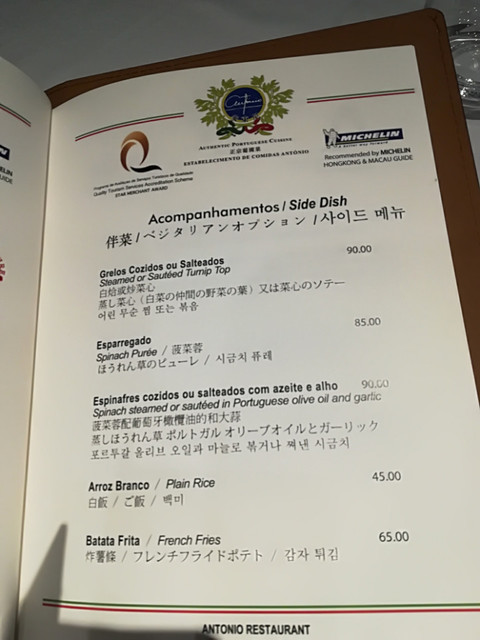 António
AUTHENTIC PORTUGUESE CUISINE
正宗葡國菜
ESTABELECIMENTO DE COMIDAS ANTÓNIO
Programa de Avaliação de Serviços Turísticos de Qualidade
Quality Tourism Services Accreditation Scheme
STAR MERCHANT AWARD
MICHELIN
Recommended by MICHELIN
HONGKONG & MACAU GUIDE
Acompanhamentos / Side Dish
伴菜 / ベジタリアンオプション / 사이드 메뉴
Grelos Cozidos ou Salteados 90.00
Steamed or Sautéed Turnip Top
白焓或炒菜心
蒸し菜心（白菜の仲間の野菜の葉）又は菜心のソテー
어린 무순 찜 또는 볶음
Esparregado 85.00
Spinach Purée / 菠菜蓉
ほうれん草のピューレ / 시금치 퓨레
Espinafres cozidos ou salteados com azeite e alho 90.00
Spinach steamed or sautéed in Portuguese olive oil and garlic
菠菜蓉配葡萄牙橄欖油的和大蒜
蒸しほうれん草 ポルトガル オリーブオイルとガーリック
포르투갈 올리브 오일과 마늘로 볶거나 쪄낸 시금치
Arroz Branco / Plain Rice 45.00
白飯 / ご飯 / 백미
Batata Frita / French Fries 65.00
炸薯條 / フレンチフライドポテト / 감자 튀김
ANTONIO RESTAURANT